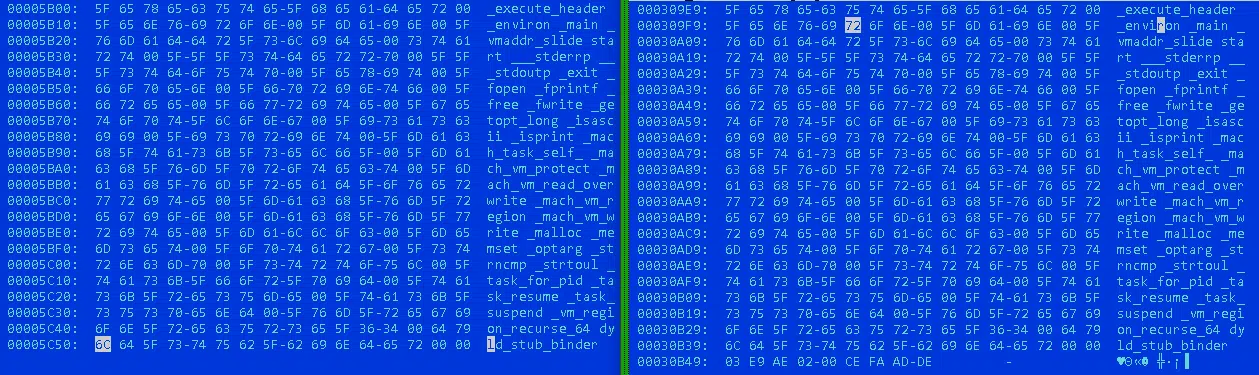 00005B00: 5F 65 78 65-63 75 74 65-5F 68 65 61-64 65 72 00 _execute_header
00005B10: 5F 65 6E 76-69 72 6F 6E-00 5F 6D 61-69 6E 00 5F _environ _main _
00005B20: 76 6D 61 64-64 72 5F 73-6C 69 64 65-00 73 74 61 vmaddr_slide sta
00005B30: 72 74 00 5F-5F 5F 73 74-64 65 72 72-70 00 5F 5F rt ___stderrp __
00005B40: 5F 73 74 64-6F 75 74 70-00 5F 65 78-69 74 00 5F _stdoutp _exit _
00005B50: 66 6F 70 65-6E 00 5F 66-70 72 69 6E-74 66 00 5F fopen _fprintf _
00005B60: 66 72 65 65-00 5F 66 77-72 69 74 65-00 5F 67 65 free _fwrite _ge
00005B70: 74 6F 70 74-5F 6C 6F 6E-67 00 5F 69-73 61 73 63 topt_long _isasc
00005B80: 69 69 00 5F-69 73 70 72-69 6E 74 00-5F 6D 61 63 ii _isprint _mac
00005B90: 68 5F 74 61-73 6B 5F 73-65 6C 66 5F-00 5F 6D 61 h_task_self_ _ma
00005BA0: 63 68 5F 76-6D 5F 70 72-6F 74 65 63-74 00 5F 6D ch_vm_protect _m
00005BB0: 61 63 68 5F-76 6D 5F 72-65 61 64 5F-6F 76 65 72 ach_vm_read_over
00005BC0: 77 72 69 74-65 00 5F 6D-61 63 68 5F-76 6D 5F 72 write _mach_vm_r
00005BD0: 65 67 69 6F-6E 00 5F 6D-61 63 68 5F-76 6D 5F 77 egion _mach_vm_w
00005BE0: 72 69 74 65-00 5F 6D 61-6C 6C 6F 63-00 5F 6D 65 rite _malloc _me
00005BF0: 6D 73 65 74-00 5F 6F 70-74 61 72 67-00 5F 73 74 mset _optarg _st
00005C00: 72 6E 63 6D-70 00 5F 73-74 72 74 6F-75 6C 00 5F rncmp _strtoul _
00005C10: 74 61 73 6B-5F 66 6F 72-5F 70 69 64-00 5F 74 61 task_for_pid _ta
00005C20: 73 6B 5F 72-65 73 75 6D-65 00 5F 74-61 73 6B 5F sk_resume _task_
00005C30: 73 75 73 70-65 6E 64 00-5F 76 6D 5F-72 65 67 69 suspend _vm_regi
00005C40: 6F 6E 5F 72-65 63 75 72-73 65 5F 36-34 00 64 79 on_recurse_64 dy
00005C50: 6C 64 5F 73-74 75 62 5F-62 69 6E 64-65 72 00 00 ld_stub_binder
000309E9: 5F 65 78 65-63 75 74 65-5F 68 65 61-64 65 72 00 _execute_header
000309F9: 5F 65 6E 76-69 72 6F 6E-00 5F 6D 61-69 6E 00 5F _environ _main _
00030A09: 76 6D 61 64-64 72 5F 73-6C 69 64 65-00 73 74 61 vmaddr_slide sta
00030A19: 72 74 00 5F-5F 5F 73 74-64 65 72 72-70 00 5F 5F rt ___stderrp __
00030A29: 5F 73 74 64-6F 75 74 70-00 5F 65 78-69 74 00 5F _stdoutp _exit _
00030A39: 66 6F 70 65-6E 00 5F 66-70 72 69 6E-74 66 00 5F fopen _fprintf _
00030A49: 66 72 65 65-00 5F 66 77-72 69 74 65-00 5F 67 65 free _fwrite _ge
00030A59: 74 6F 70 74-5F 6C 6F 6E-67 00 5F 69-73 61 73 63 topt_long _isasc
00030A69: 69 69 00 5F-69 73 70 72-69 6E 74 00-5F 6D 61 63 ii _isprint _mac
00030A79: 68 5F 74 61-73 6B 5F 73-65 6C 66 5F-00 5F 6D 61 h_task_self_ _ma
00030A89: 63 68 5F 76-6D 5F 70 72-6F 74 65 63-74 00 5F 6D ch_vm_protect _m
00030A99: 61 63 68 5F-76 6D 5F 72-65 61 64 5F-6F 76 65 72 ach_vm_read_over
00030AA9: 77 72 69 74-65 00 5F 6D-61 63 68 5F-76 6D 5F 72 write _mach_vm_r
00030AB9: 65 67 69 6F-6E 00 5F 6D-61 63 68 5F-76 6D 5F 77 egion _mach_vm_w
00030AC9: 72 69 74 65-00 5F 6D 61-6C 6C 6F 63-00 5F 6D 65 rite _malloc _me
00030AD9: 6D 73 65 74-00 5F 6F 70-74 61 72 67-00 5F 73 74 mset _optarg _st
00030AE9: 72 6E 63 6D-70 00 5F 73-74 72 74 6F-75 6C 00 5F rncmp _strtoul _
00030AF9: 74 61 73 6B-5F 66 6F 72-5F 70 69 64-00 5F 74 61 task_for_pid _ta
00030B09: 73 6B 5F 72-65 73 75 6D-65 00 5F 74-61 73 6B 5F sk_resume _task_
00030B19: 73 75 73 70-65 6E 64 00-5F 76 6D 5F-72 65 67 69 suspend _vm_regi
00030B29: 6F 6E 5F 72-65 63 75 72-73 65 5F 36-34 00 64 79 on_recurse_64 dy
00030B39: 6C 64 5F 73-74 75 62 5F-62 69 6E 64-65 72 00 00 ld_stub_binder
00030B49: 03 E9 AE 02-00 CE FA AD-DE -